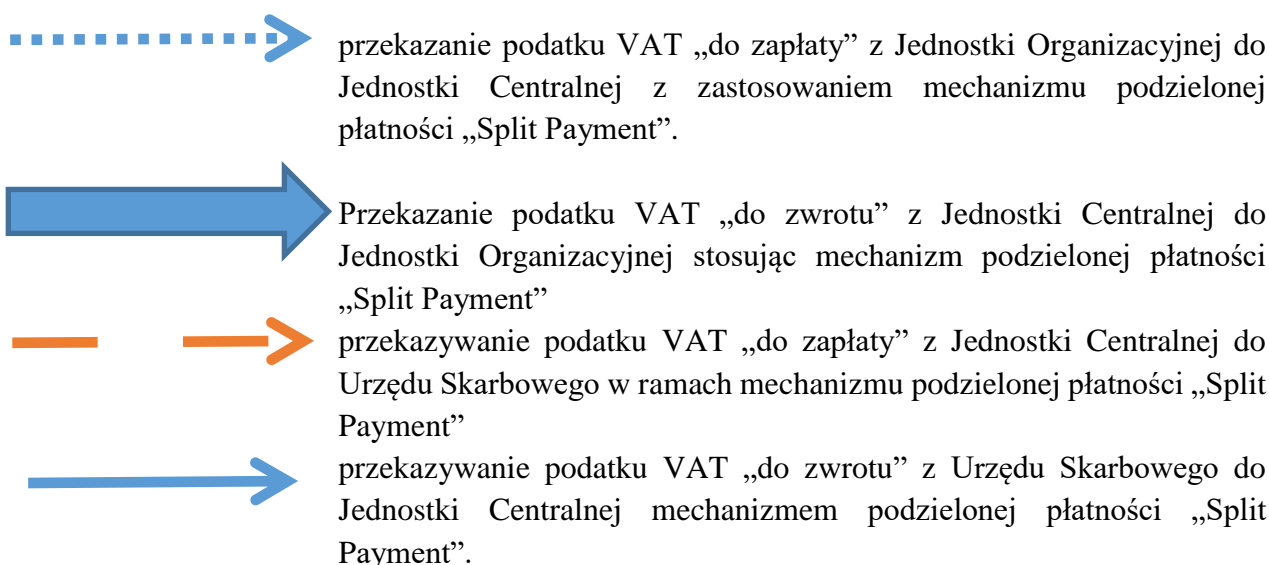 przekazanie podatku VAT „do zapłaty” z Jednostki Organizacyjnej do
Jednostki Centralnej z zastosowaniem mechanizmu podzielonej
płatności „Split Payment”.
Przekazanie podatku VAT „do zwrotu” z Jednostki Centralnej do
Jednostki Organizacyjnej stosując mechanizm podzielonej płatności
„Split Payment”
przekazywanie podatku VAT „do zapłaty” z Jednostki Centralnej do
Urzędu Skarbowego w ramach mechanizmu podzielonej płatności „Split
Payment”
przekazywanie podatku VAT „do zwrotu” z Urzędu Skarbowego do
Jednostki Centralnej mechanizmem podzielonej płatności „Split
Payment”.